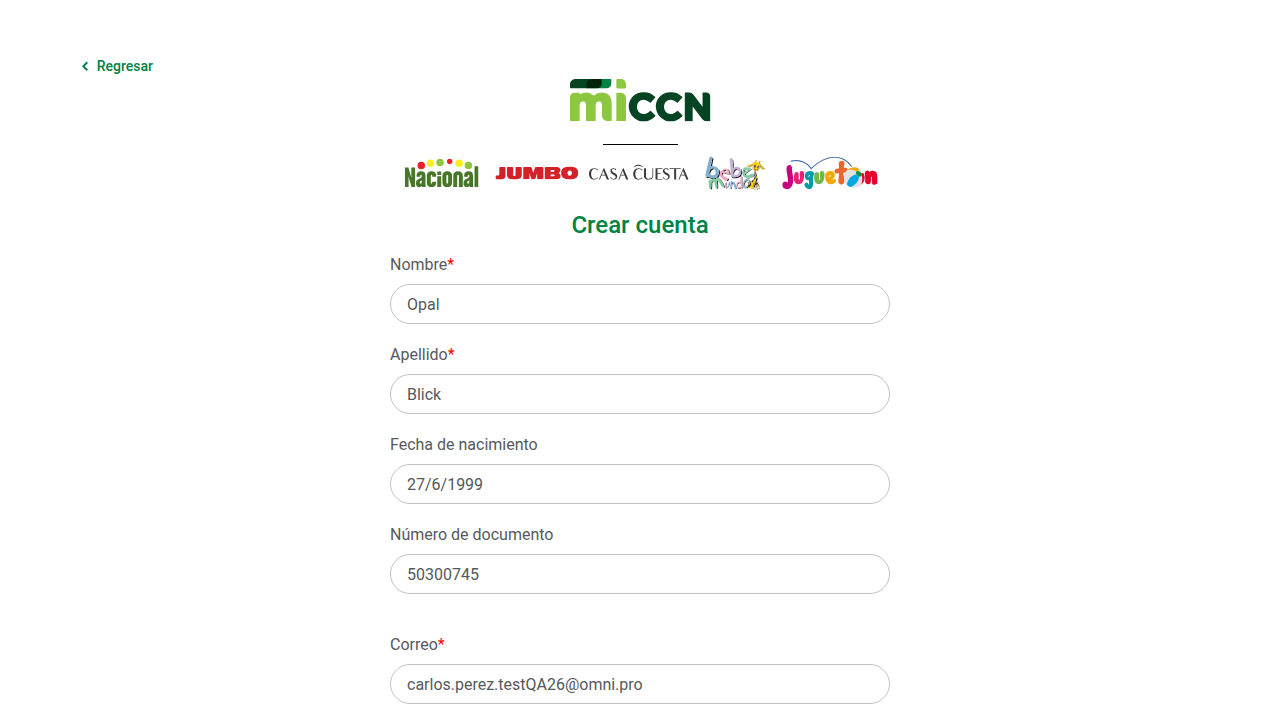 Regresar
miCCN
Nacional JUMBO CASA CUESTA bebe mundo Jugueton
Crear cuenta
Nombre*
Opal
Apellido*
Blick
Fecha de nacimiento
27/6/1999
Número de documento
50300745
Correo*
carlos.perez.testQA26@omni.pro